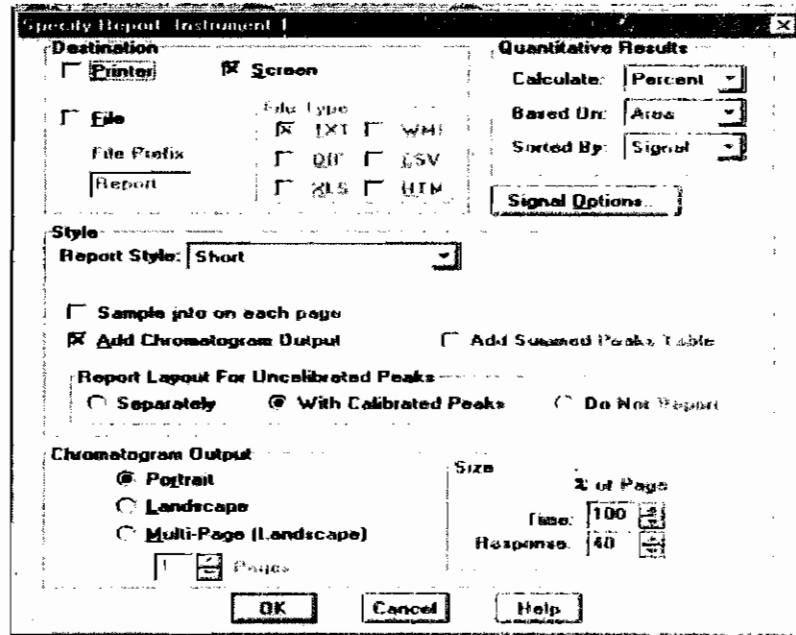 Specify Report: Instrument 1
Destination
Printer
Screen
File
File Prefix
Report
File Type
TXT
WMF
DIF
CSV
XLS
HTM
Quantitative Results
Calculate: Percent
Based On: Area
Sorted By: Signal
Signal Options..
Style
Report Style: Short
Sample info on each page
Add Chromatogram Output
Add Summed Peaks Table
Report Layout For Uncalibrated Peaks
Separately
With Calibrated Peaks
Do Not Report
Chromatogram Output
Portrait
Landscape
Multi-Page (Landscape)
1 Pages
Size
% of Page
Time: 100
Response: 40
OK
Cancel
Help